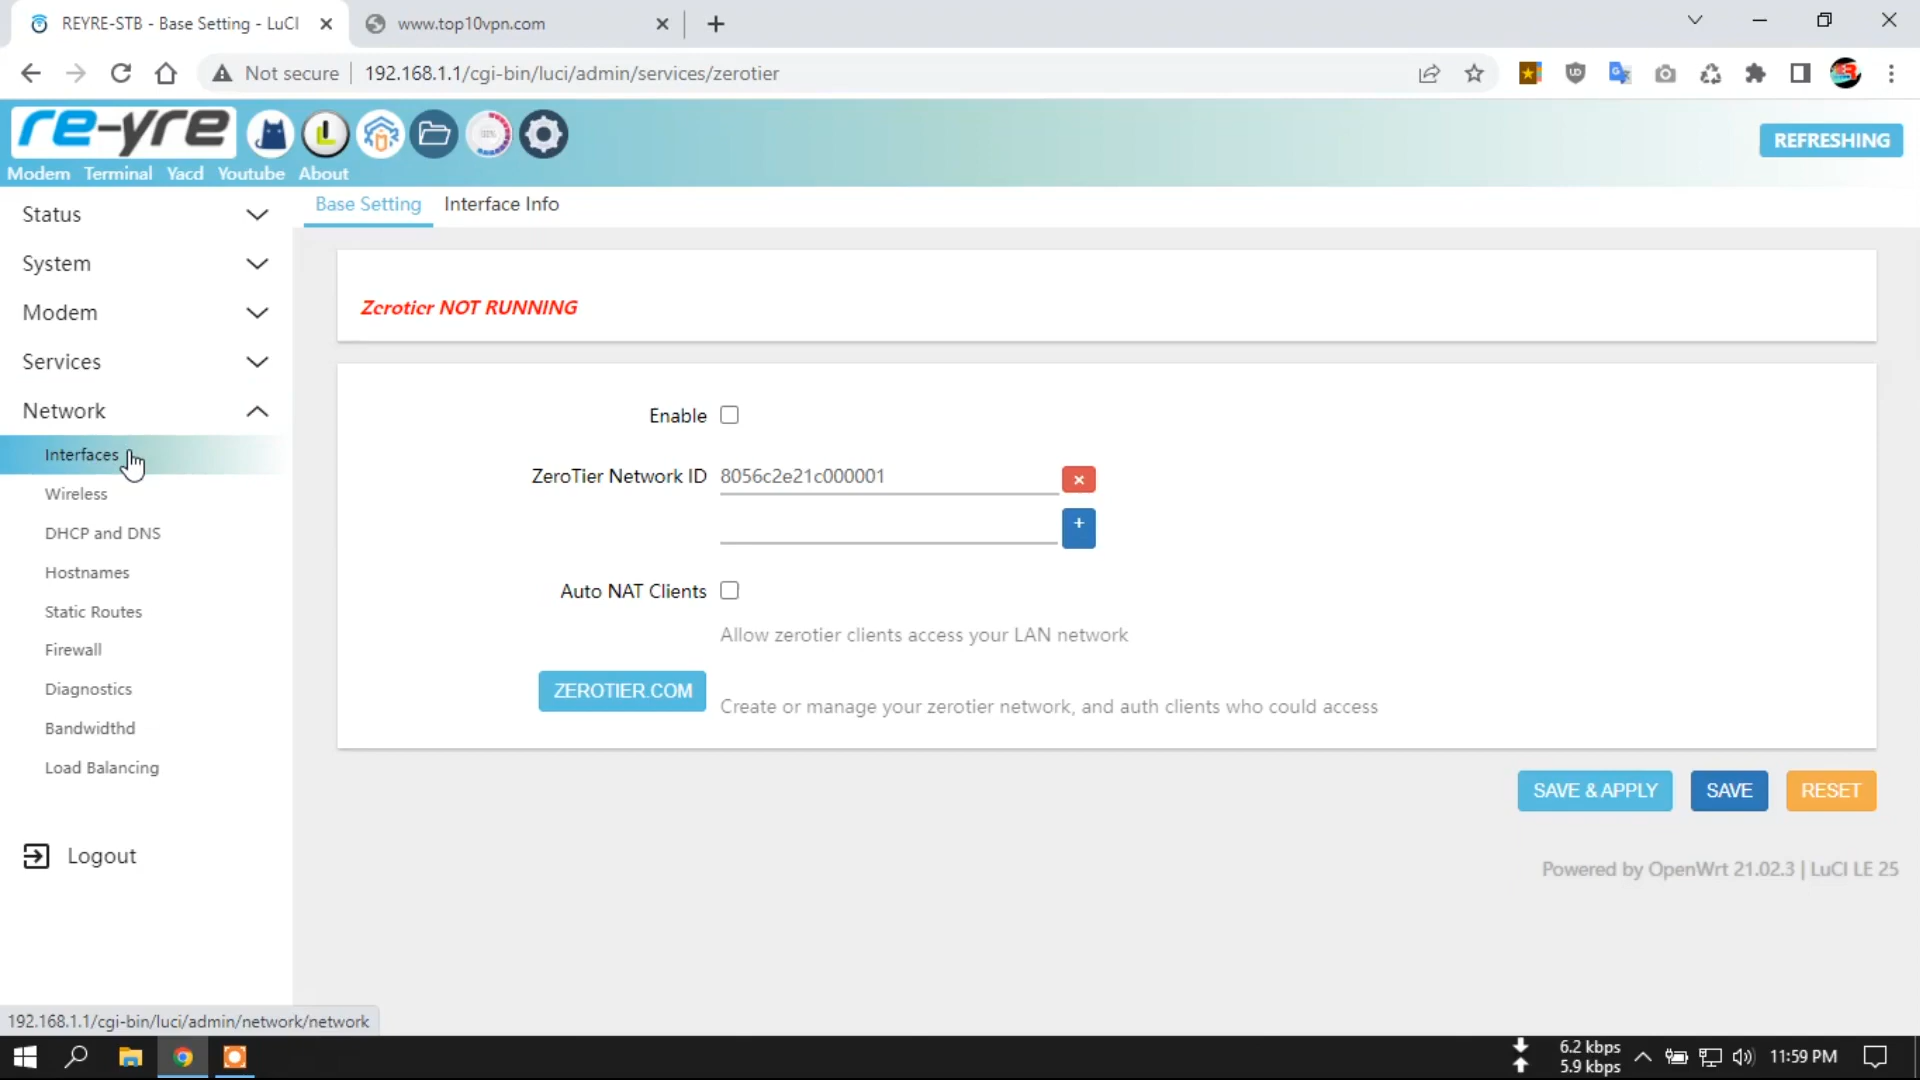 REYRE-STB - Base Setting - LuCI
www.top10vpn.com
Not secure
192.168.1.1/cgi-bin/luci/admin/services/zerotier
re-yre
REFRESHING
Modem Terminal Yacd Youtube About
Status
System
Modem
Services
Network
Interfaces
Wireless
DHCP and DNS
Hostnames
Static Routes
Firewall
Diagnostics
Bandwidthd
Load Balancing
Logout
Base Setting Interface Info
Zerotier NOT RUNNING
Enable
ZeroTier Network ID 8056c2e21c000001
×
+
Auto NAT Clients
Allow zerotier clients access your LAN network
ZEROTIER.COM Create or manage your zerotier network, and auth clients who could access
SAVE & APPLY SAVE RESET
Powered by OpenWrt 21.02.3 | LuCI LE 25
192.168.1.1/cgi-bin/luci/admin/network/network
6.2 kbps
5.9 kbps
11:59 PM